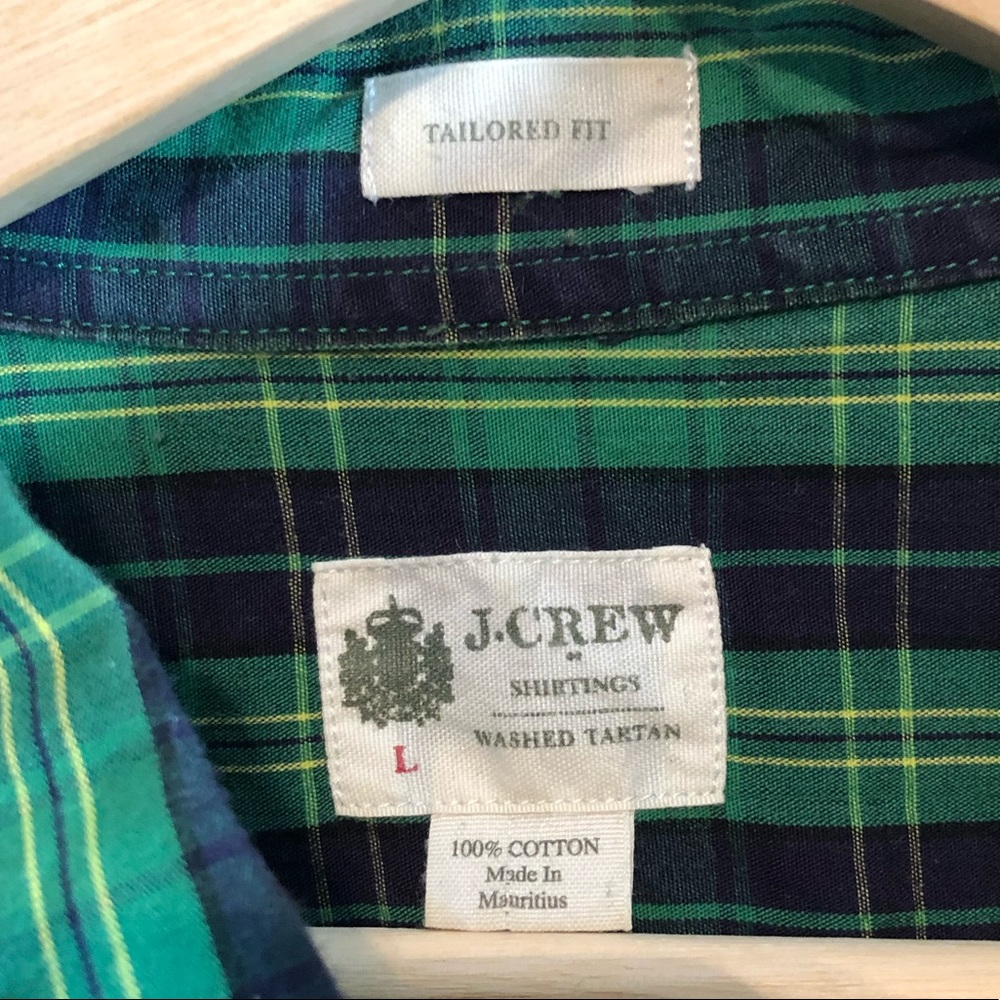 TAILORED FIT
J.CREW
SHIRTINGS
WASHED TARTAN
L
100% COTTON
Made In
Mauritius